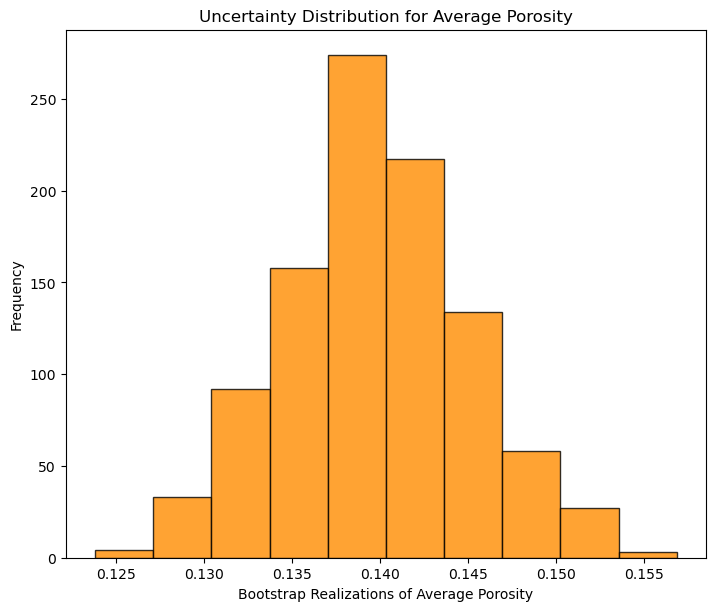 Uncertainty Distribution for Average Porosity
Frequency
250
200
150
100
50
0
0.125 0.130 0.135 0.140 0.145 0.150 0.155
Bootstrap Realizations of Average Porosity